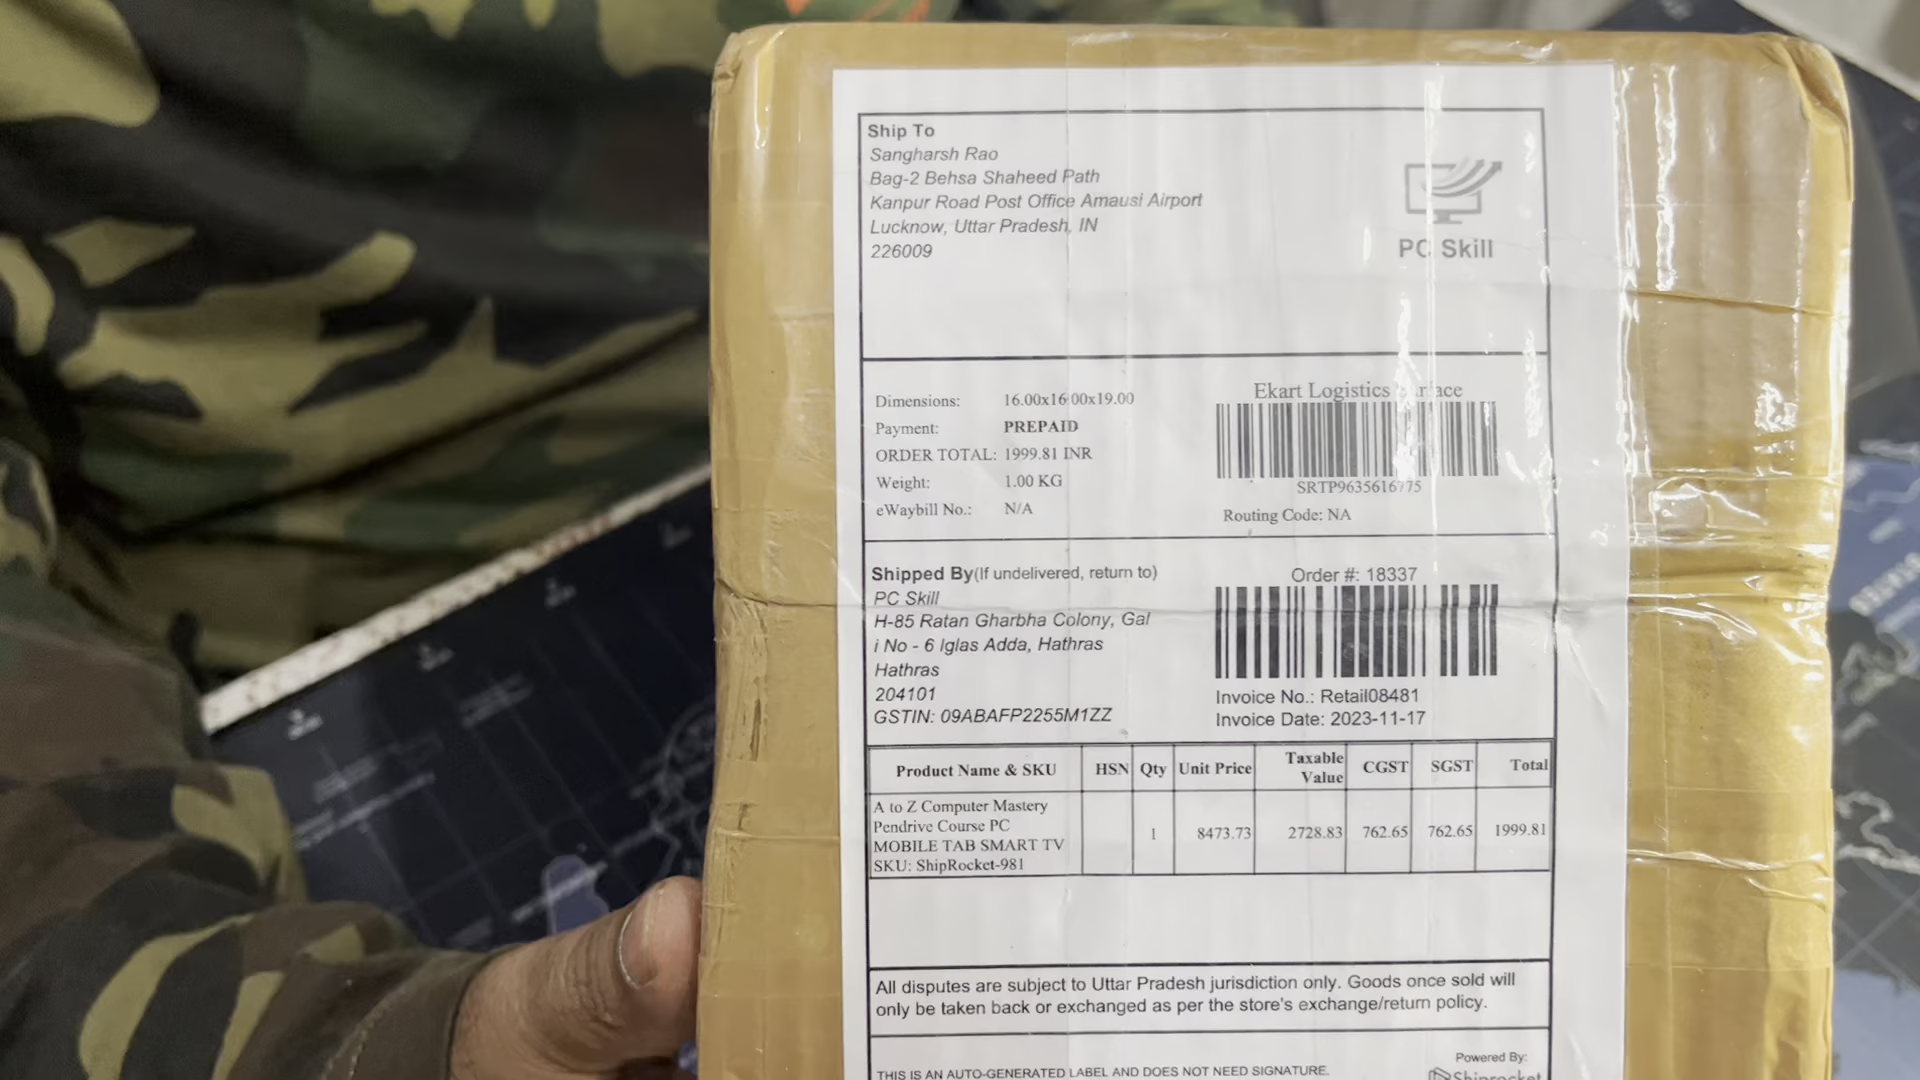 Ship To
Sangharsh Rao
Bag-2 Behsa Shaheed Path
Kanpur Road Post Office Amausi Airport
Lucknow, Uttar Pradesh, IN
226009
PC Skill
Dimensions: 16.00x16.00x19.00
Payment: PREPAID
ORDER TOTAL: 1999.81 INR
Weight: 1.00 KG
eWaybill No.: N/A
Ekart Logistics
SRTP9635616775
Routing Code: NA
Shipped By(If undelivered, return to)
PC Skill
H-85 Ratan Gharbha Colony, Gal
i No - 6 Iglas Adda, Hathras
Hathras
204101
GSTIN: 09ABAFP2255M1ZZ
Order #: 18337
Invoice No.: Retail08481
Invoice Date: 2023-11-17
Product Name & SKU HSN Qty Unit Price Taxable Value CGST SGST Total
A to Z Computer Mastery
Pendrive Course PC
MOBILE TAB SMART TV
SKU: ShipRocket-981
1 8473.73 2728.83 762.65 762.65 1999.81
All disputes are subject to Uttar Pradesh jurisdiction only. Goods once sold will
only be taken back or exchanged as per the store's exchange/return policy.
THIS IS AN AUTO-GENERATED LABEL AND DOES NOT NEED SIGNATURE.
Powered By:
Shiprocket